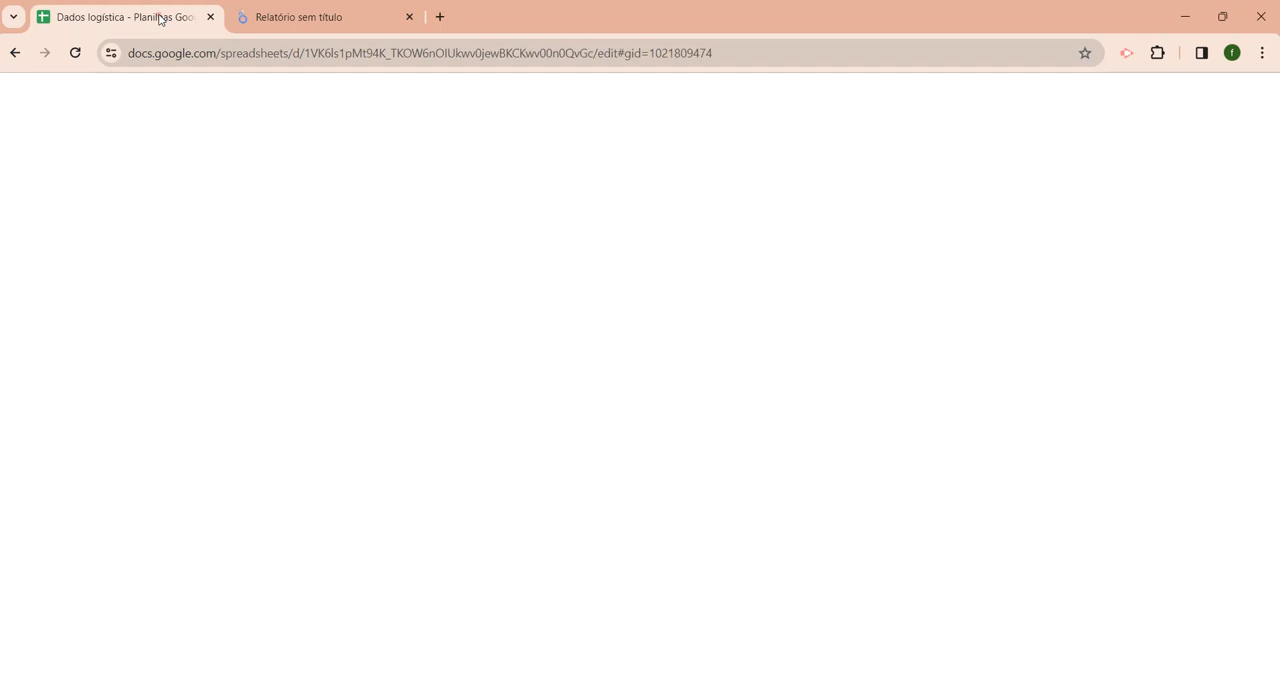 Dados logística - Planilhas Goo
Relatório sem título
docs.google.com/spreadsheets/d/1VK6ls1pMt94K_TKOW6nOIUkwv0jewBKCKwv00n0QvGc/edit#gid=1021809474
f